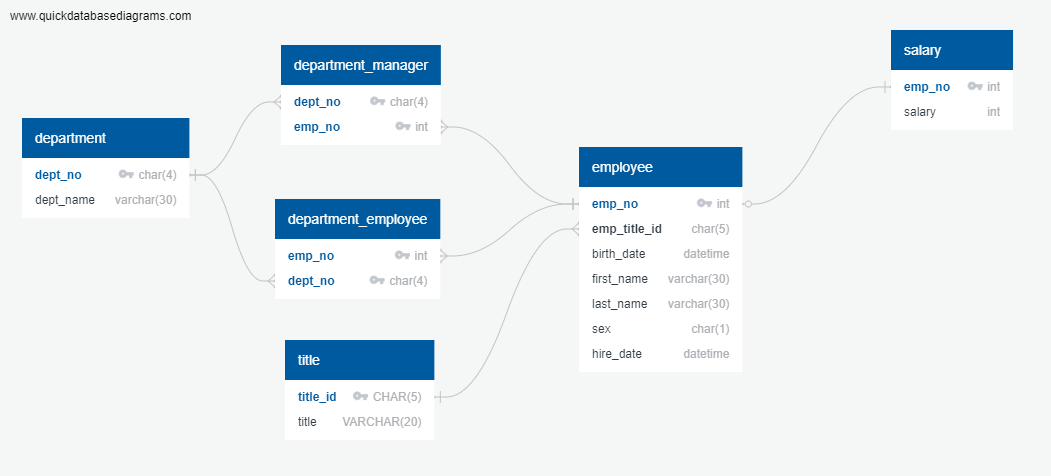 www.quickdatabasediagrams.com
department
dept_no char(4)
dept_name varchar(30)
department_manager
dept_no char(4)
emp_no int
department_employee
emp_no int
dept_no char(4)
title
title_id CHAR(5)
title VARCHAR(20)
employee
emp_no int
emp_title_id char(5)
birth_date datetime
first_name varchar(30)
last_name varchar(30)
sex char(1)
hire_date datetime
salary
emp_no int
salary int